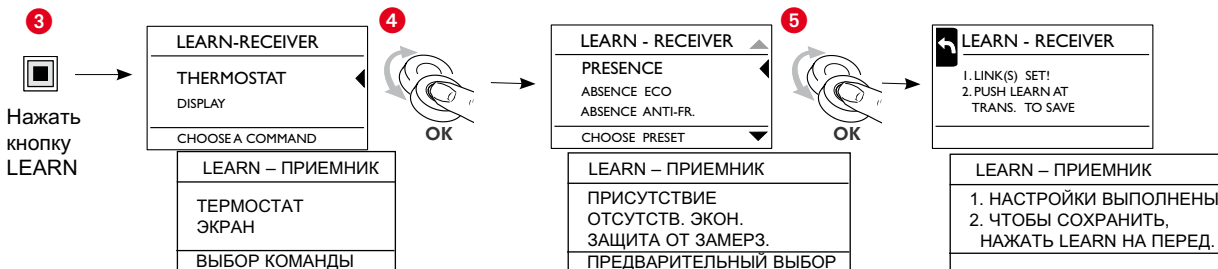 3
Нажать
кнопку
LEARN
LEARN-RECEIVER
THERMOSTAT
DISPLAY
CHOOSE A COMMAND
LEARN – ПРИЕМНИК
ТЕРМОСТАТ
ЭКРАН
ВЫБОР КОМАНДЫ
4
OK
LEARN - RECEIVER
PRESENCE
ABSENCE ECO
ABSENCE ANTI-FR.
CHOOSE PRESET
LEARN – ПРИЕМНИК
ПРИСУТСТВИЕ
ОТСУТСТВ. ЭКОН.
ЗАЩИТА ОТ ЗАМЕРЗ.
ПРЕДВАРИТЕЛЬНЫЙ ВЫБОР
5
OK
LEARN - RECEIVER
1. LINK(S) SET!
2. PUSH LEARN AT
TRANS. TO SAVE
LEARN – ПРИЕМНИК
1. НАСТРОЙКИ ВЫПОЛНЕНЫ
2. ЧТОБЫ СОХРАНИТЬ,
НАЖАТЬ LEARN НА ПЕРЕД.